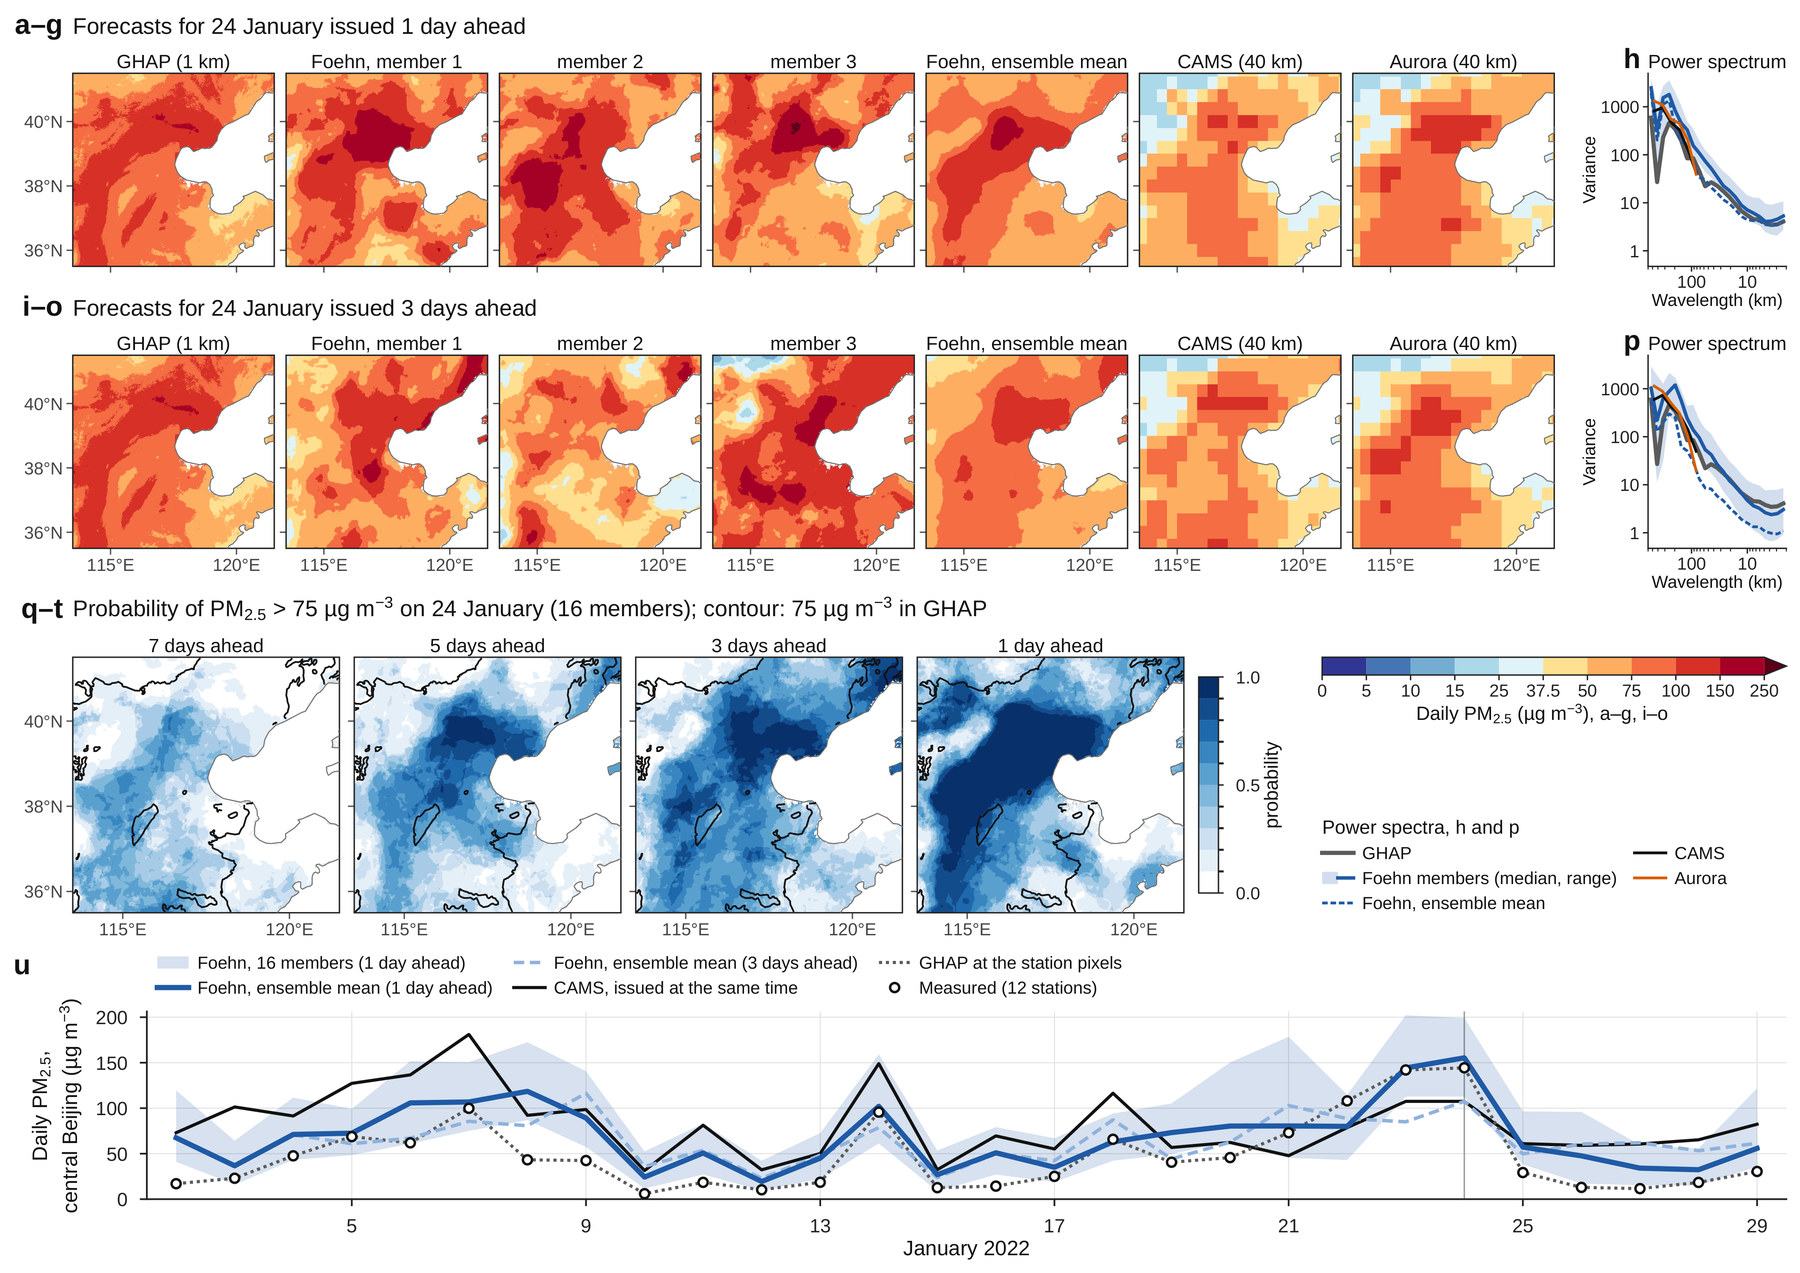 a–g Forecasts for 24 January issued 1 day ahead
GHAP (1 km) Foehn, member 1 member 2 member 3 Foehn, ensemble mean CAMS (40 km) Aurora (40 km) h Power spectrum
40°N
38°N
36°N
Variance
1000
100
10
1
100 10
Wavelength (km)
i–o Forecasts for 24 January issued 3 days ahead
GHAP (1 km) Foehn, member 1 member 2 member 3 Foehn, ensemble mean CAMS (40 km) Aurora (40 km) p Power spectrum
40°N
38°N
36°N
115°E 120°E 115°E 120°E 115°E 120°E 115°E 120°E 115°E 120°E 115°E 120°E 115°E 120°E
Variance
1000
100
10
1
100 10
Wavelength (km)
q–t Probability of PM2.5 > 75 µg m−3 on 24 January (16 members); contour: 75 µg m−3 in GHAP
7 days ahead 5 days ahead 3 days ahead 1 day ahead
40°N
38°N
36°N
115°E 120°E 115°E 120°E 115°E 120°E 115°E 120°E
1.0
0.5
0.0
probability
0 5 10 15 25 37.5 50 75 100 150 250
Daily PM2.5 (µg m−3), a–g, i–o
Power spectra, h and p
GHAP CAMS
Foehn members (median, range) Aurora
Foehn, ensemble mean
u
Foehn, 16 members (1 day ahead) Foehn, ensemble mean (3 days ahead) GHAP at the station pixels
Foehn, ensemble mean (1 day ahead) CAMS, issued at the same time Measured (12 stations)
Daily PM2.5,
central Beijing (µg m−3)
200
150
100
50
0
5 9 13 17 21 25 29
January 2022